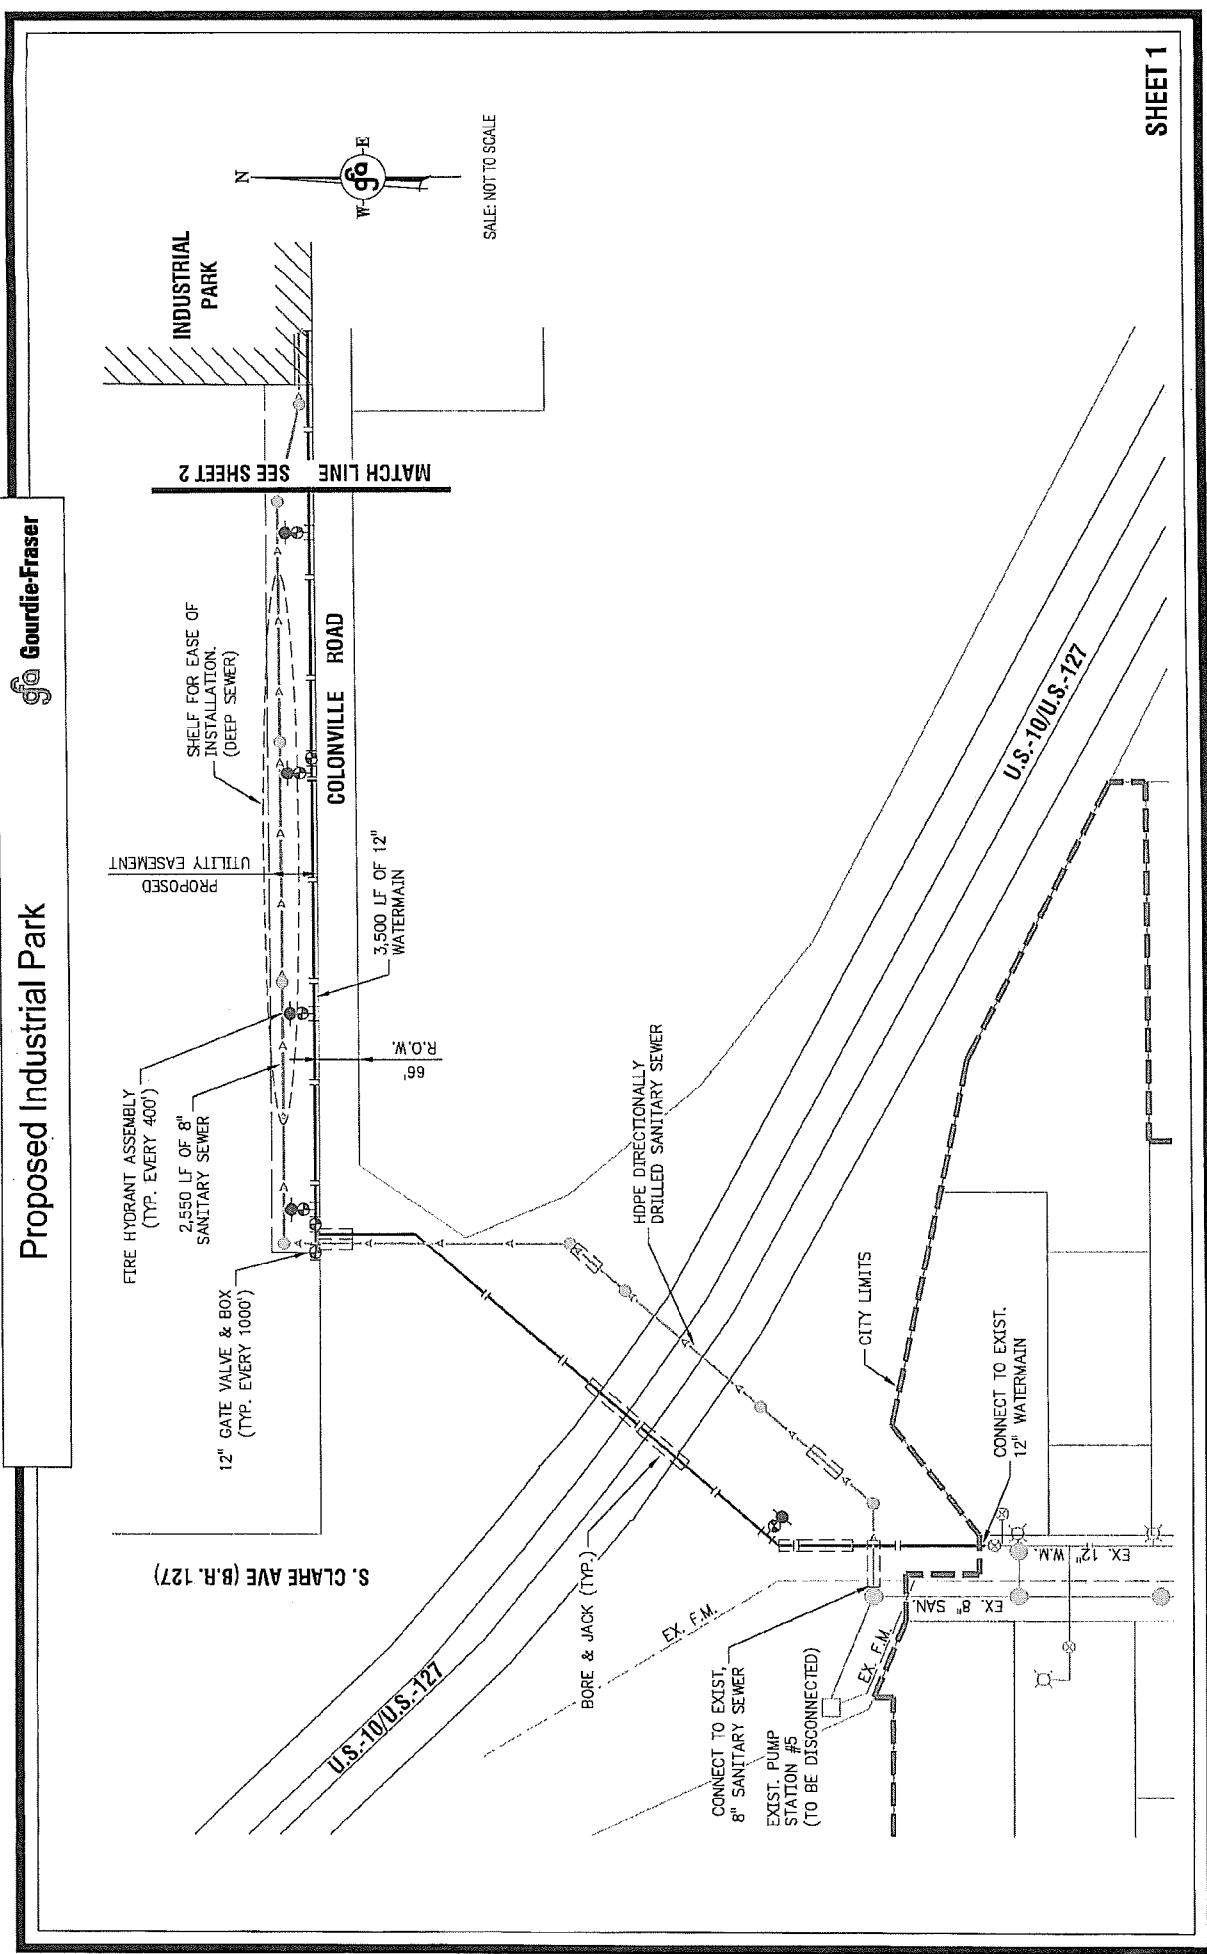 Proposed Industrial Park
gfa Gourdie-Fraser
FIRE HYDRANT ASSEMBLY
(TYP. EVERY 400')
2,550 LF OF 8"
SANITARY SEWER
12" GATE VALVE & BOX
(TYP. EVERY 1000')
PROPOSED
UTILITY EASEMENT
SHELF FOR EASE OF
INSTALLATION.
(DEEP SEWER)
MATCH LINE SEE SHEET 2
INDUSTRIAL
PARK
N
W
gfa
E
SALE: NOT TO SCALE
S. CLARE AVE (B.R. 127)
66'
R.O.W.
3,500 LF OF 12"
WATERMAIN
COLONVILLE ROAD
U.S.-10/U.S.-127
BORE & JACK (TYP.)
HDPE DIRECTIONALLY
DRILLED SANITARY SEWER
U.S.-10/U.S.-127
EX. F.M.
CONNECT TO EXIST,
8" SANITARY SEWER
EXIST. PUMP
STATION #5
(TO BE DISCONNECTED)
EX. F.M.
EX. 8" SAN.
CITY LIMITS
CONNECT TO EXIST.
12" WATERMAIN
EX. 12" W.M.
SHEET 1